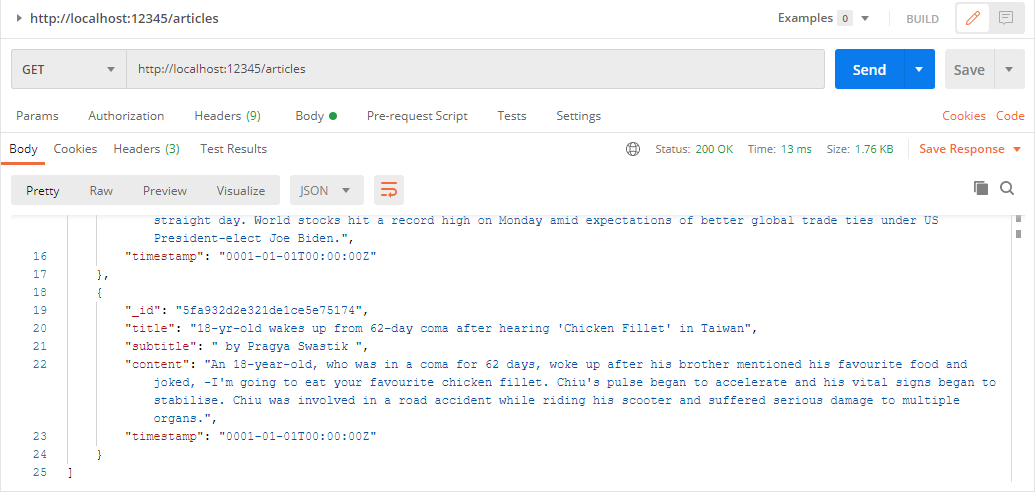 http://localhost:12345/articles Examples 0 BUILD
GET http://localhost:12345/articles Send Save
Params Authorization Headers (9) Body Pre-request Script Tests Settings Cookies Code
Body Cookies Headers (3) Test Results Status: 200 OK Time: 13 ms Size: 1.76 KB Save Response
Pretty Raw Preview Visualize JSON
straight day. World stocks hit a record high on Monday amid expectations of better global trade ties under US
President-elect Joe Biden.",
16 "timestamp": "0001-01-01T00:00:00Z"
17 },
18 {
19 "_id": "5fa932d2e321de1ce5e75174",
20 "title": "18-yr-old wakes up from 62-day coma after hearing 'Chicken Fillet' in Taiwan",
21 "subtitle": " by Pragya Swastik ",
22 "content": "An 18-year-old, who was in a coma for 62 days, woke up after his brother mentioned his favourite food and
joked, -I'm going to eat your favourite chicken fillet. Chiu's pulse began to accelerate and his vital signs began to
stabilise. Chiu was involved in a road accident while riding his scooter and suffered serious damage to multiple
organs.",
23 "timestamp": "0001-01-01T00:00:00Z"
24 }
25 ]